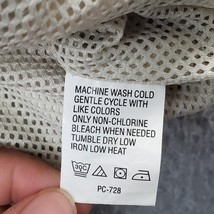 MACHINE WASH COLD
GENTLE CYCLE WITH
LIKE COLORS
ONLY NON-CHLORINE
BLEACH WHEN NEEDED
TUMBLE DRY LOW
IRON LOW HEAT
30C
PC-728